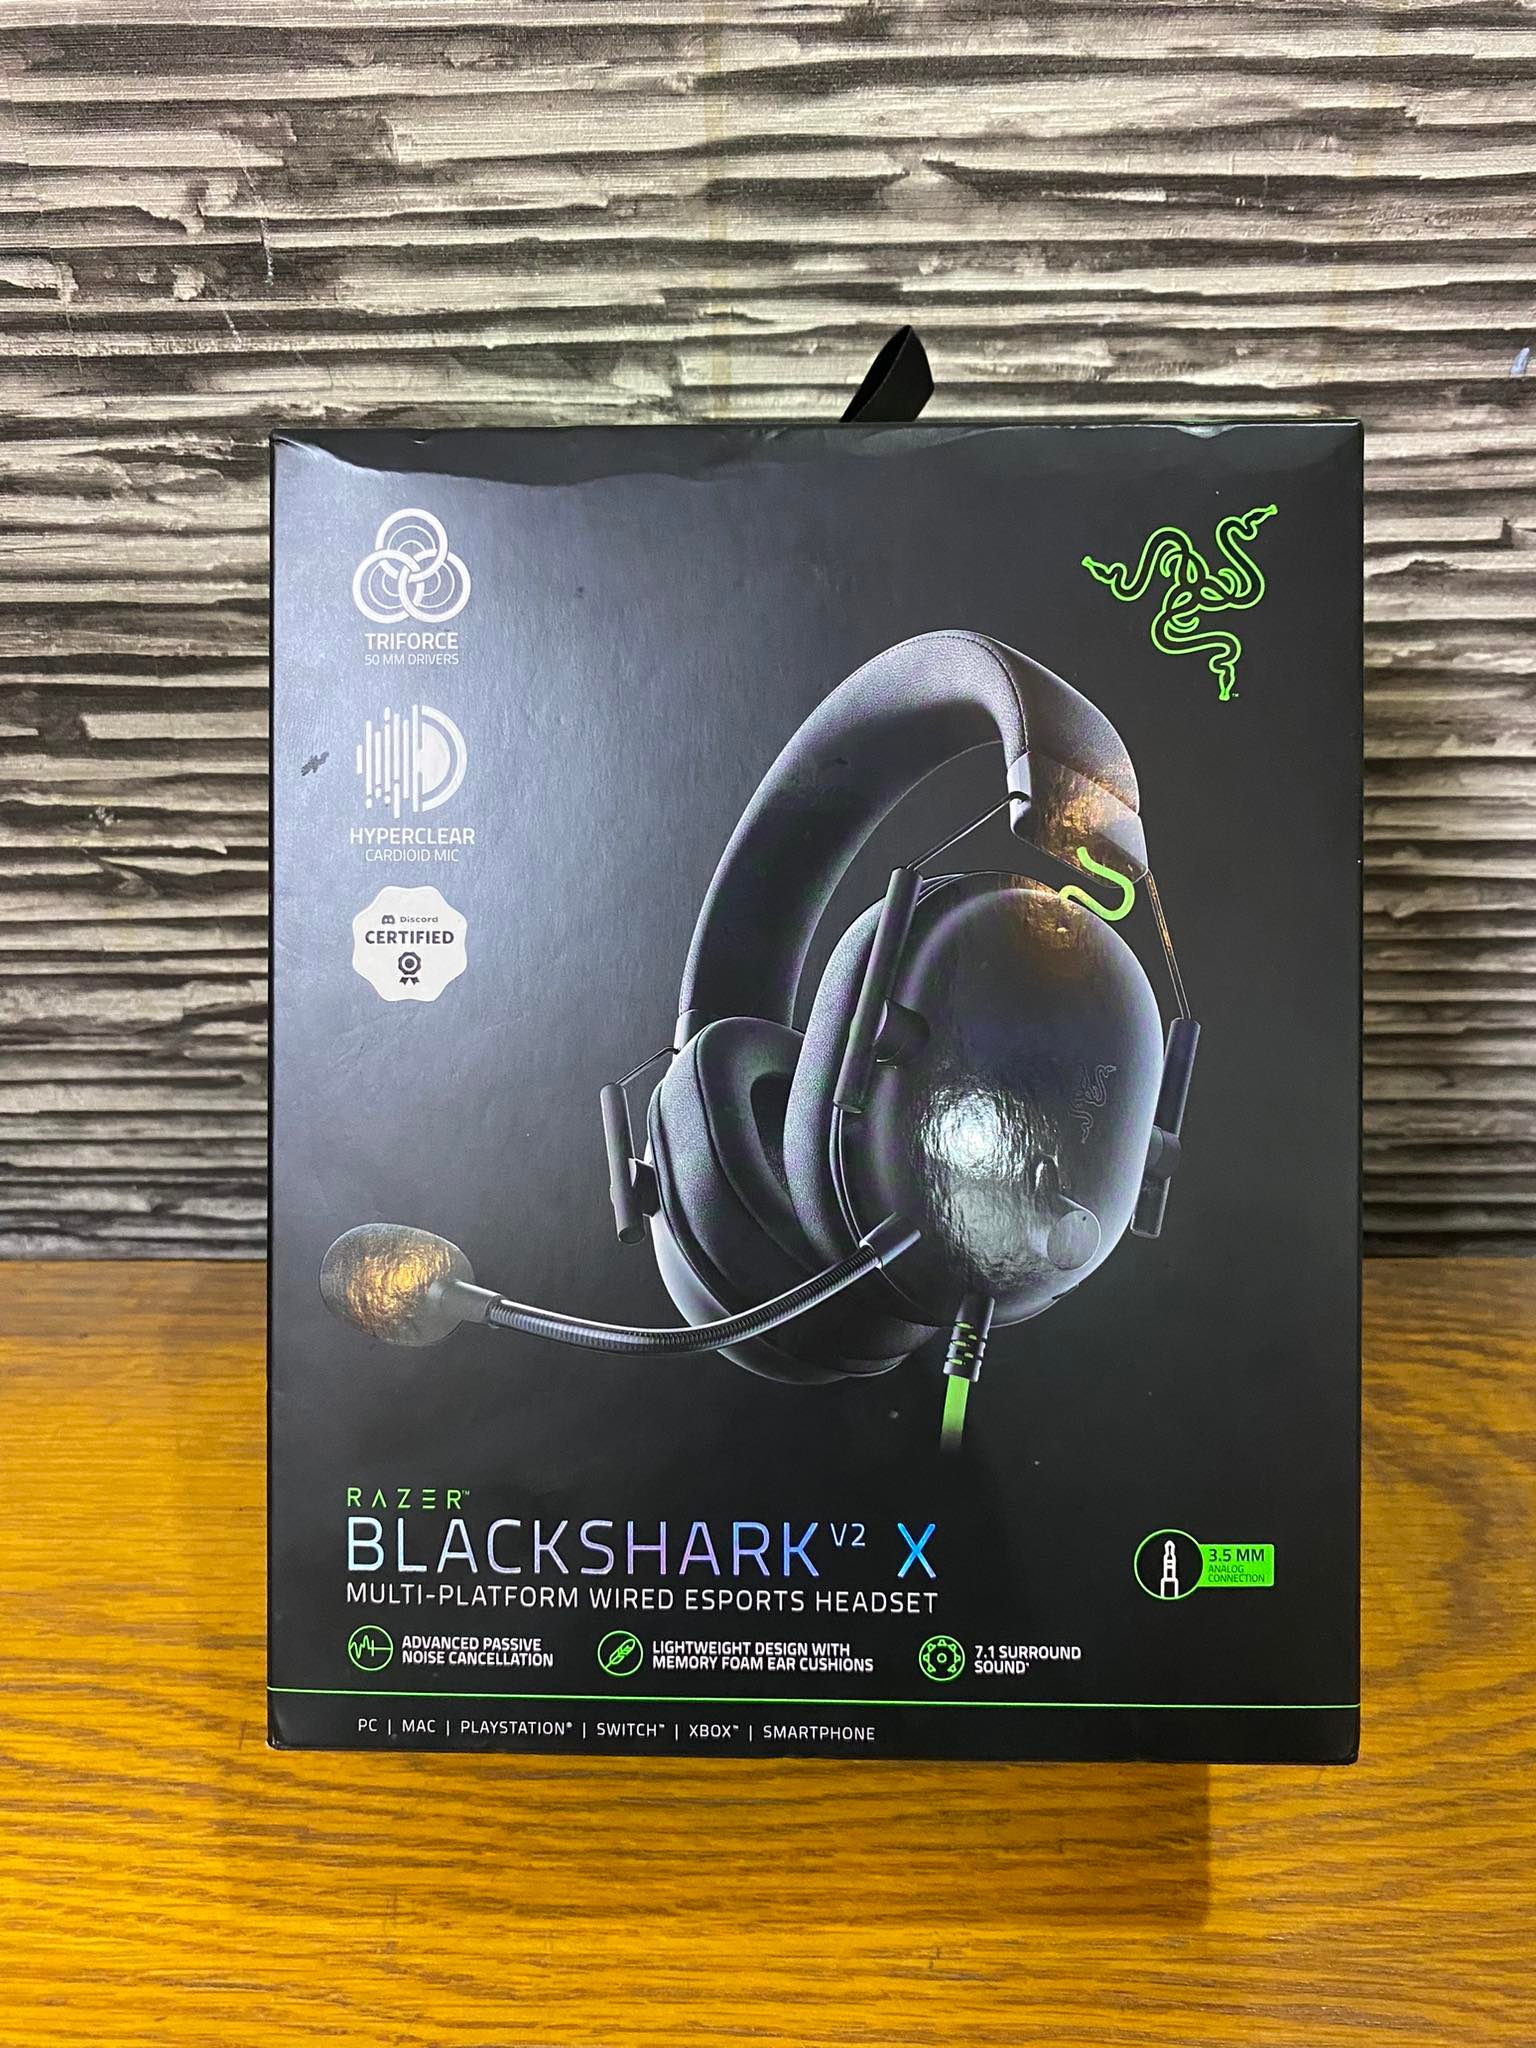 TRIFORCE
50 MM DRIVERS
HYPERCLEAR
CARDIOID MIC
Discord
CERTIFIED
RAZER™
BLACKSHARK V2 X
MULTI-PLATFORM WIRED ESPORTS HEADSET
3.5 MM
ANALOG
CONNECTION
ADVANCED PASSIVE
NOISE CANCELLATION
LIGHTWEIGHT DESIGN WITH
MEMORY FOAM EAR CUSHIONS
7.1 SURROUND
SOUND*
PC | MAC | PLAYSTATION® | SWITCH™ | XBOX™ | SMARTPHONE